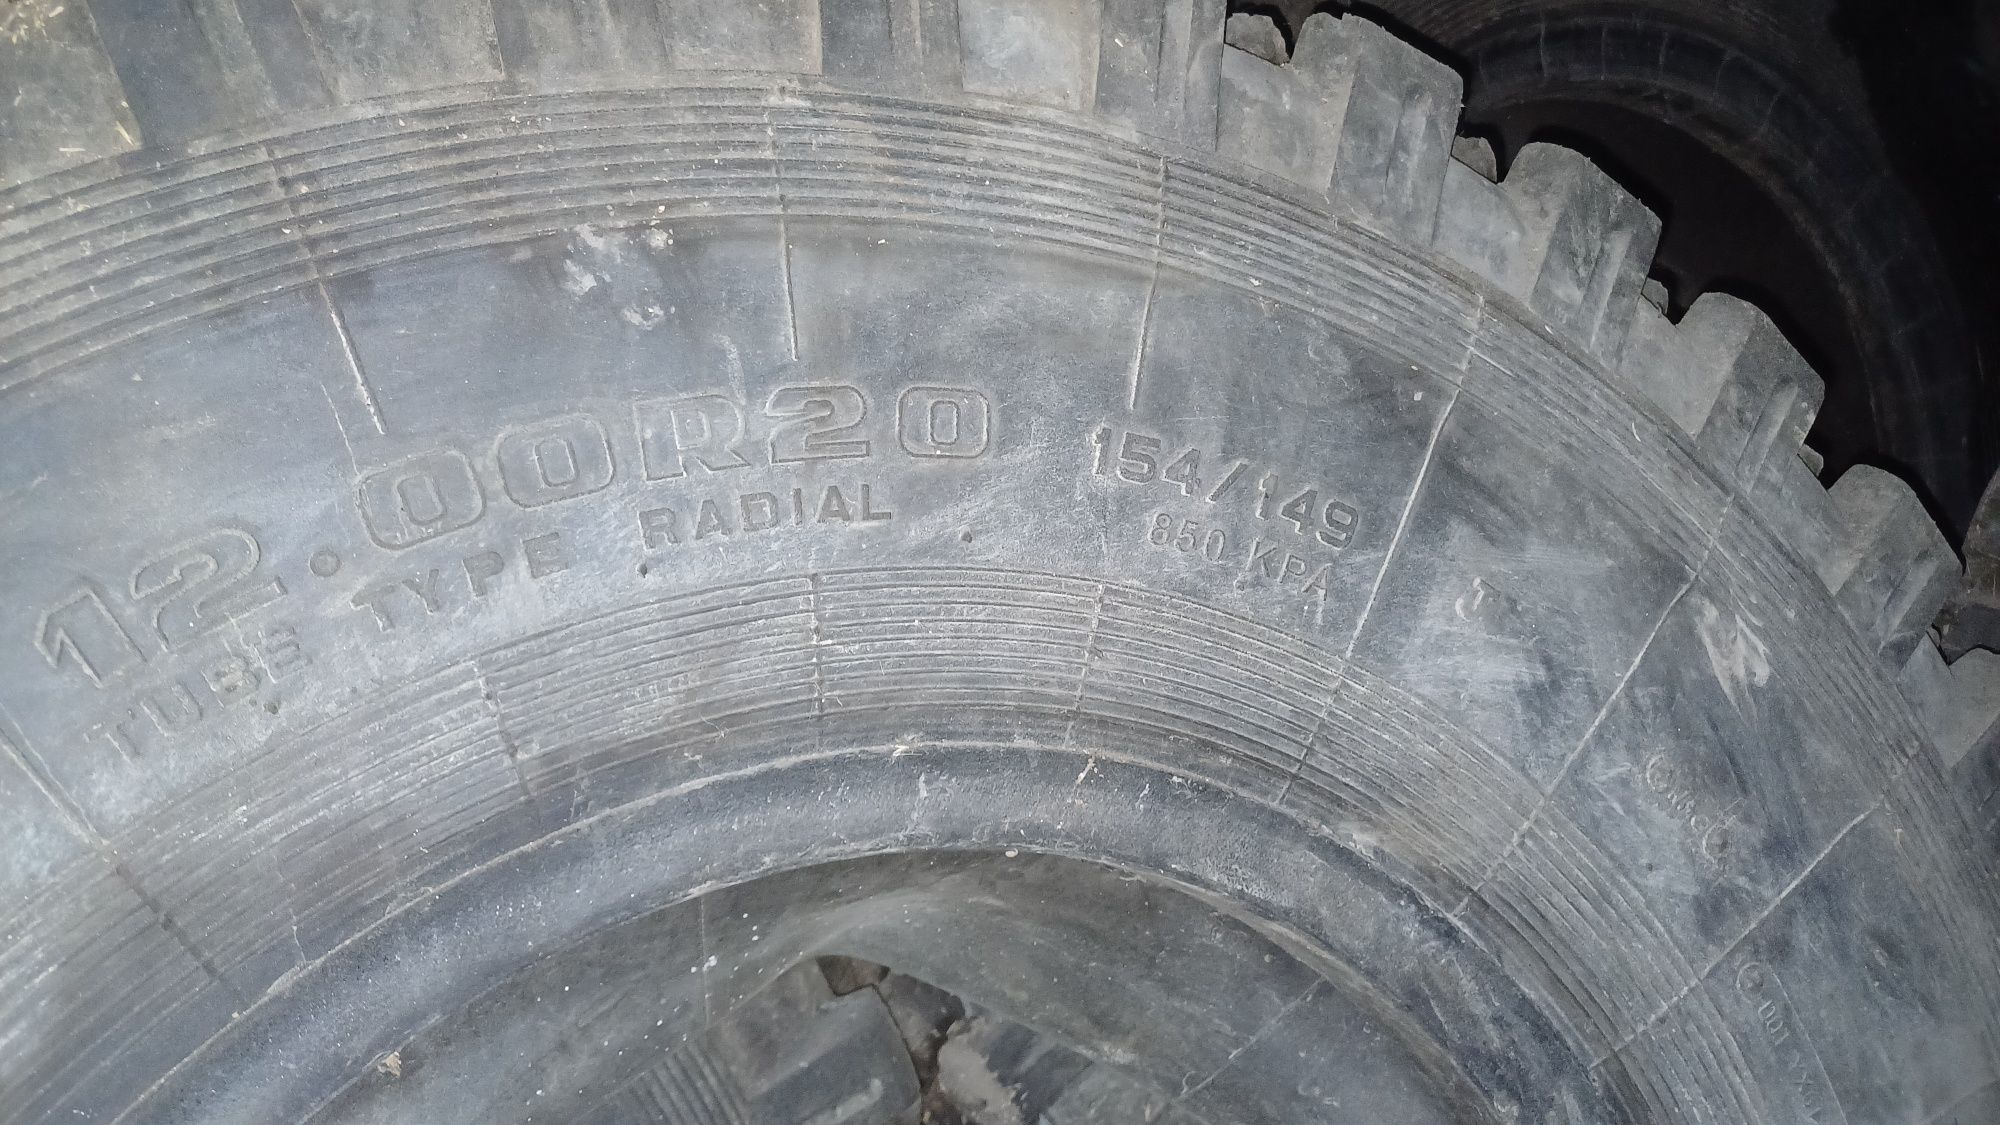 12.00R20
TUBE TYPE RADIAL
154/149
850 KPA
J